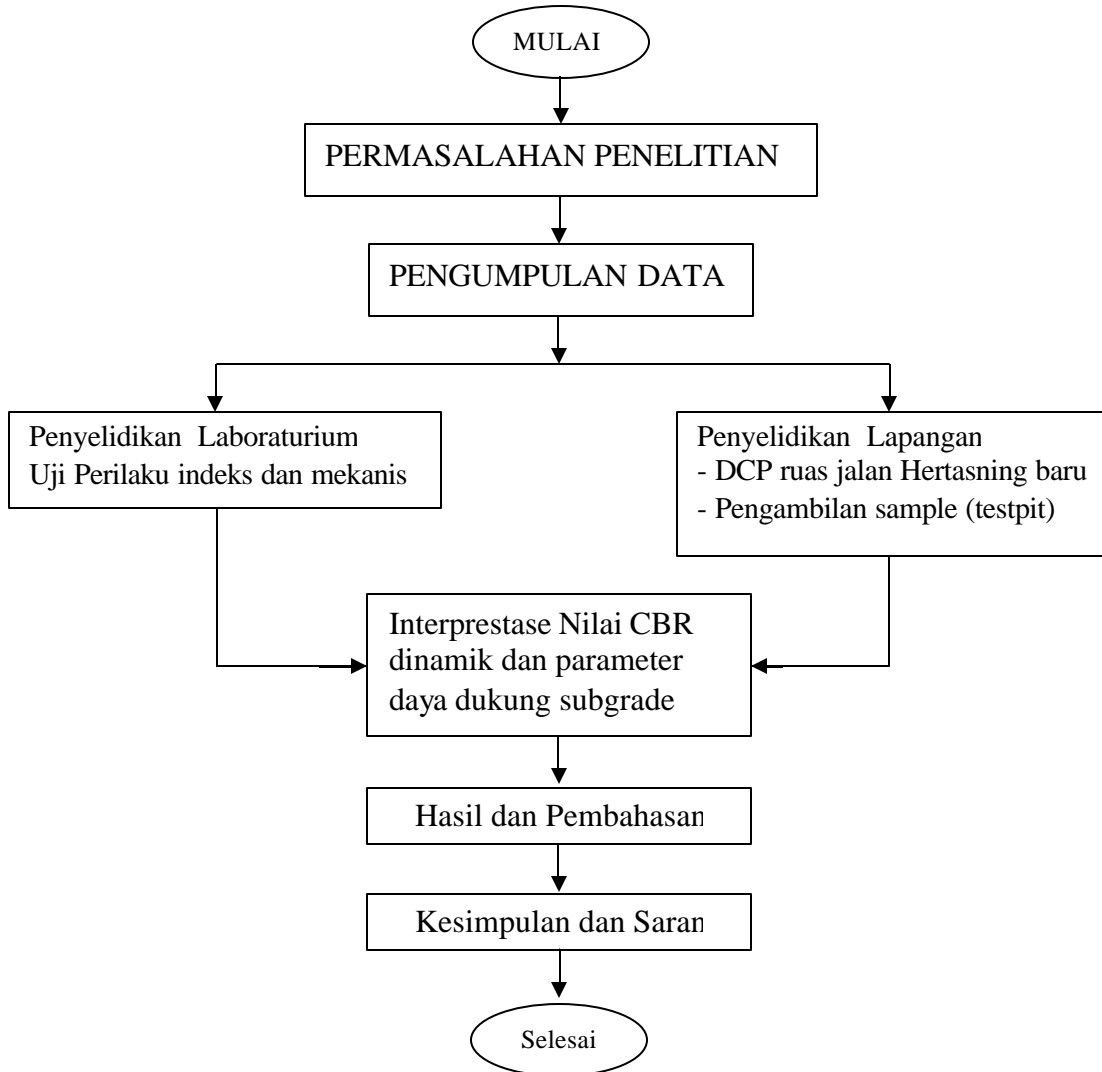 MULAI
PERMASALAHAN PENELITIAN
PENGUMPULAN DATA
Penyelidikan Laboraturium
Uji Perilaku indeks dan mekanis
Penyelidikan Lapangan
- DCP ruas jalan Hertasning baru
- Pengambilan sample (testpit)
Interprestase Nilai CBR
dinamik dan parameter
daya dukung subgrade
Hasil dan Pembahasan
Kesimpulan dan Saran
Selesai